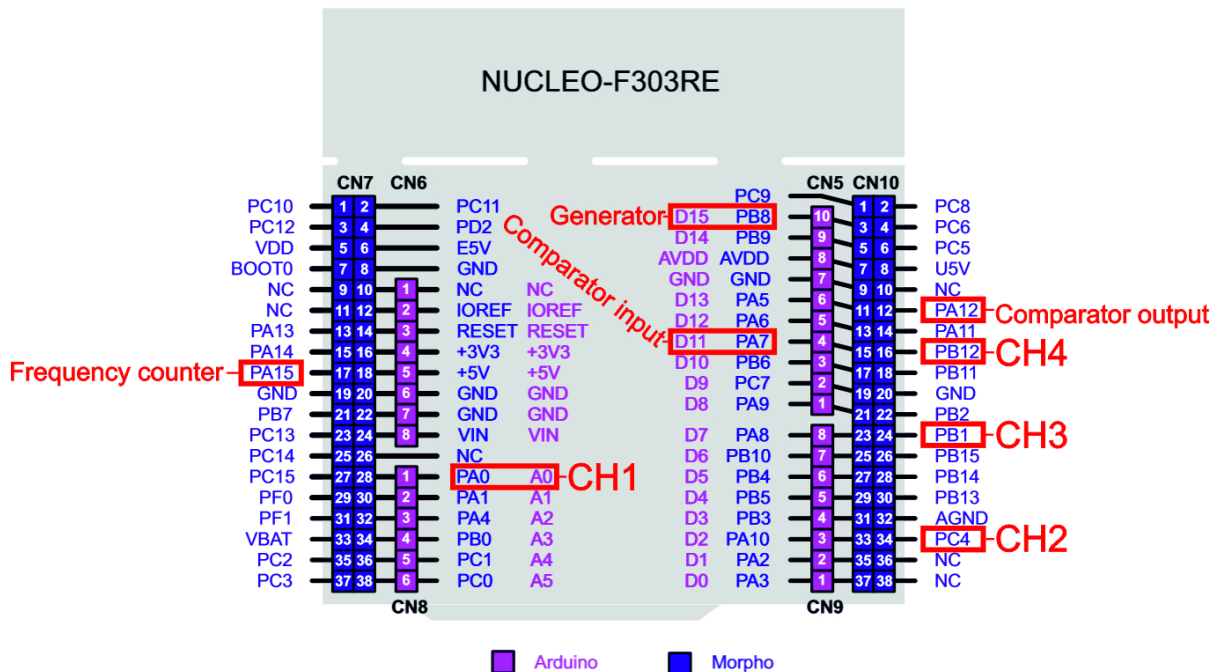 NUCLEO-F303RE
CN7 CN6 CN5 CN10
PC9
PC10 1 2 PC11 Generator D15 PB8 10 1 2 PC8
PC12 3 4 PD2 D14 PB9 9 3 4 PC6
VDD 5 6 E5V AVDD AVDD 8 5 6 PC5
BOOT0 7 8 GND GND GND 7 7 8 U5V
NC 9 10 1 NC NC D13 PA5 6 9 10 NC
NC 11 12 2 IOREF IOREF D12 PA6 5 11 12 PA12 Comparator output
PA13 13 14 3 RESET RESET Comparator input D11 PA7 4 13 14 PA11
PA14 15 16 4 +3V3 +3V3 D10 PB6 3 15 16 PB12 CH4
Frequency counter PA15 17 18 5 +5V +5V D9 PC7 2 17 18 PB11
GND 19 20 6 GND GND D8 PA9 1 19 20 GND
PB7 21 22 7 GND GND 21 22 PB2
PC13 23 24 8 VIN VIN D7 PA8 8 23 24 PB1 CH3
PC14 25 26 NC D6 PB10 7 25 26 PB15
PC15 27 28 1 PA0 A0 CH1 D5 PB4 6 27 28 PB14
PF0 29 30 2 PA1 A1 D4 PB5 5 29 30 PB13
PF1 31 32 3 PA4 A2 D3 PB3 4 31 32 AGND
VBAT 33 34 4 PB0 A3 D2 PA10 3 33 34 PC4 CH2
PC2 35 36 5 PC1 A4 D1 PA2 2 35 36 NC
PC3 37 38 6 PC0 A5 D0 PA3 1 37 38 NC
CN8 CN9
Arduino Morpho